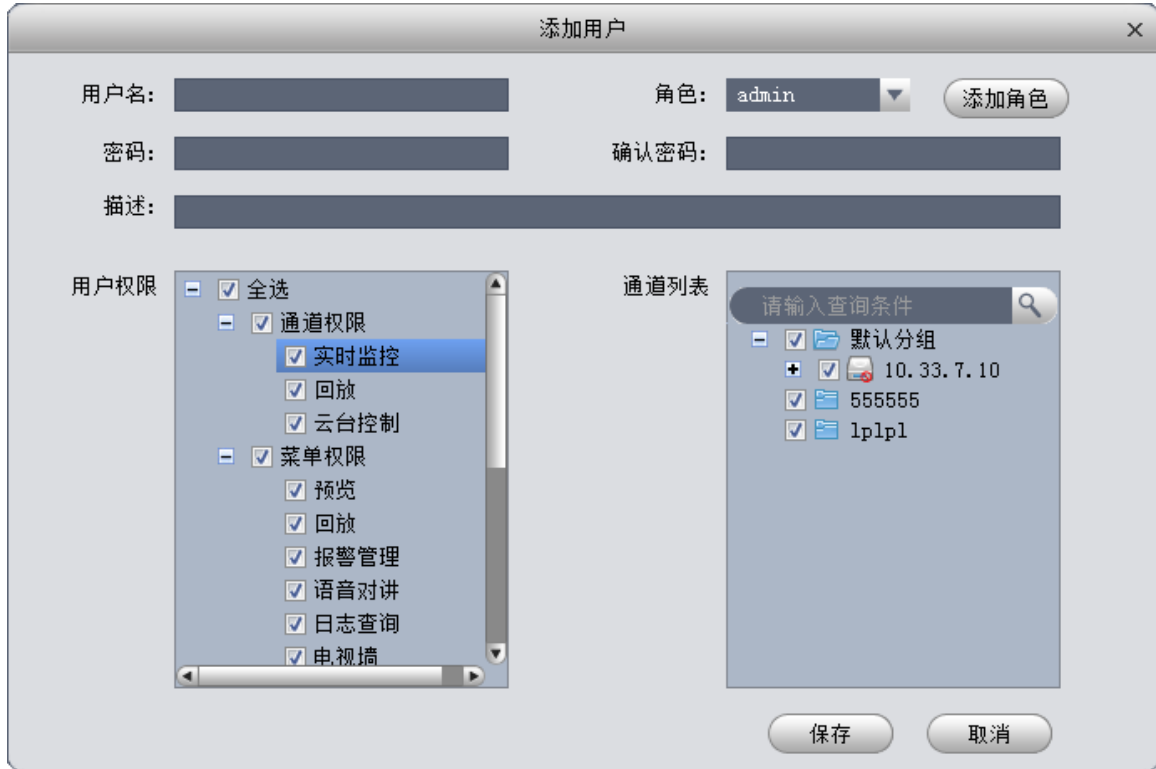 添加用户
用户名: 角色: admin 添加角色
密码: 确认密码:
描述:
用户权限
全选
通道权限
实时监控
回放
云台控制
菜单权限
预览
回放
报警管理
语音对讲
日志查询
电视墙
通道列表
请输入查询条件
默认分组
10.33.7.10
555555
lplpl
保存 取消